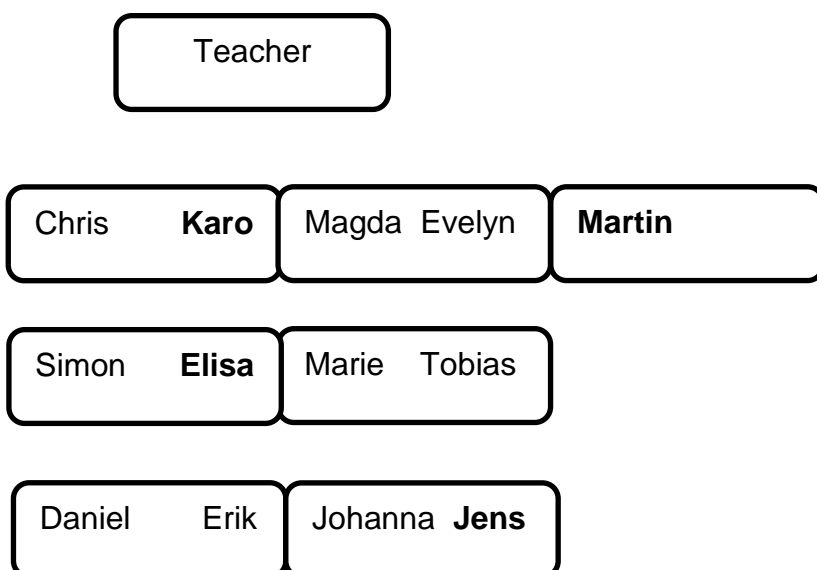 Teacher
Chris Karo Magda Evelyn Martin
Simon Elisa Marie Tobias
Daniel Erik Johanna Jens